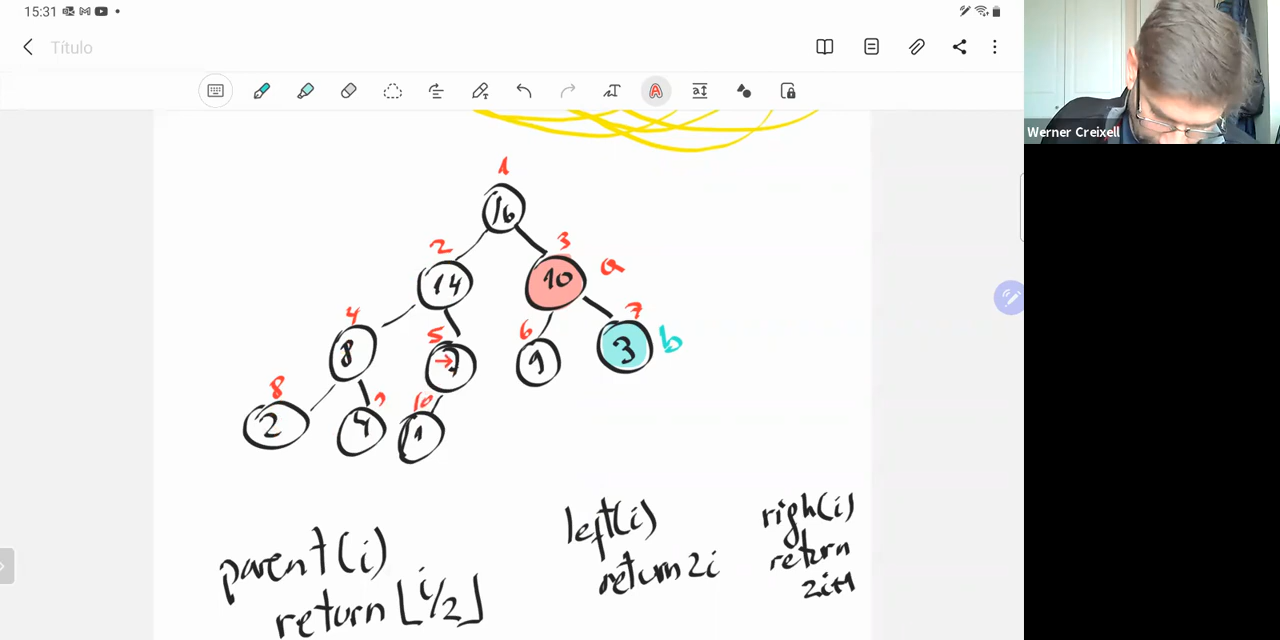 15:31
Título
Werner Creixell
1
16
2
3
14
10
a
4
5
6
7
8
9
3
b
8
9
10
2
4
1
parent(i)
return ⌊i/2⌋
left(i)
return 2i
righ(i)
return
2i+1